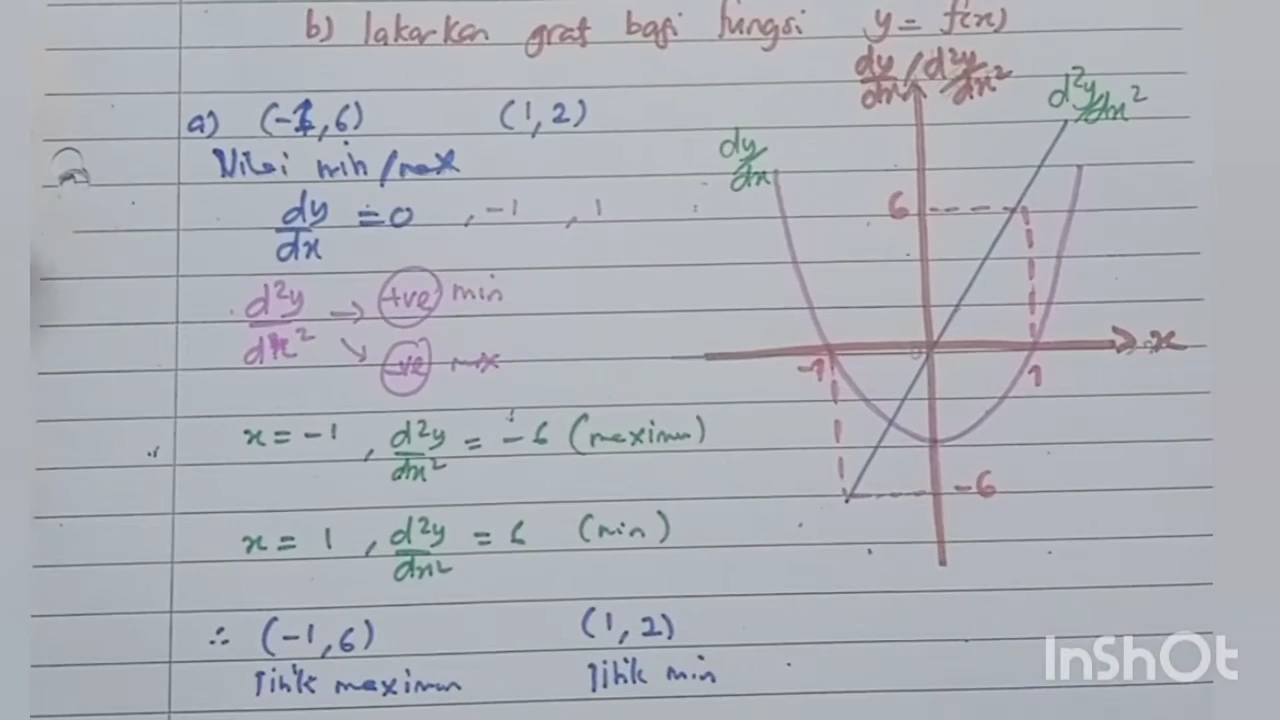 b) lakarkan graf bagi fungsi y = f(x)
a) (-1, 6) (1, 2)
Nilai min/max
dy/dx = 0 , -1 , 1
d²y/dx² → +ve min
↘ -ve max
x = -1 , d²y/dx² = -6 (maximum)
x = 1 , d²y/dx² = 6 (min)
∴ (-1, 6) (1, 2)
Titik maximum Titik min
dy/dx / d²y/dx²
d²y/dx²
dy/dx
6
x
-1 0 1
-6
InShOt